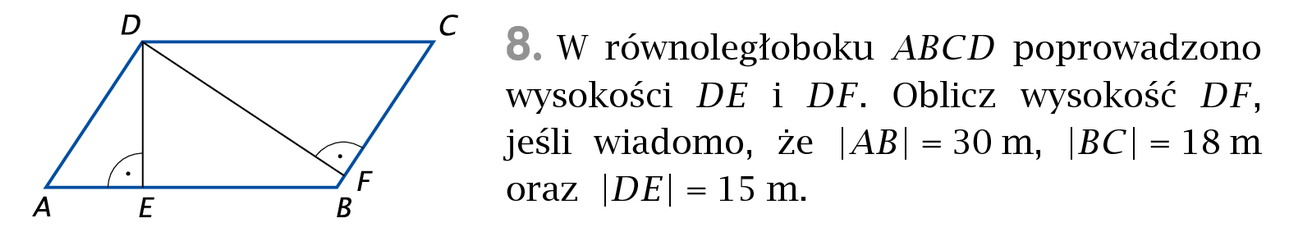 D
C
A
E
B
F
8. W równoległoboku ABCD poprowadzono
wysokości DE i DF. Oblicz wysokość DF,
jeśli wiadomo, że |AB| = 30 m, |BC| = 18 m
oraz |DE| = 15 m.